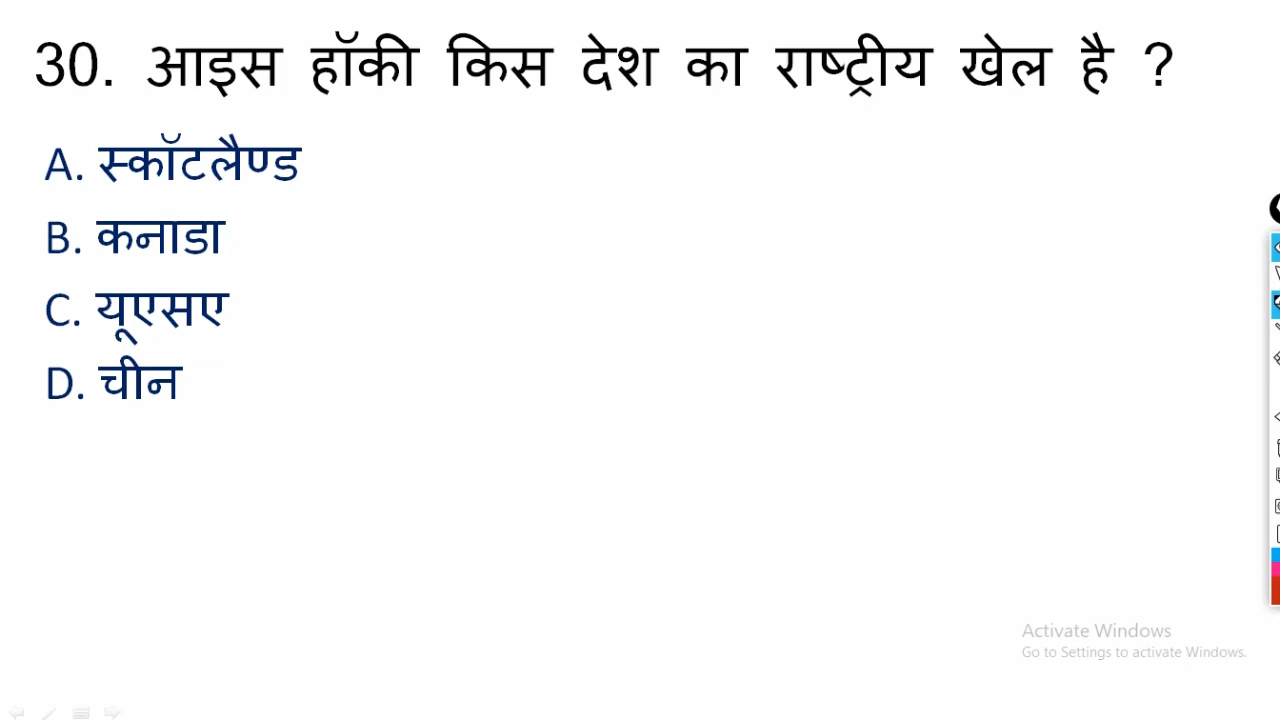 30. आइस हॉकी किस देश का राष्ट्रीय खेल है ?
A. स्कॉटलैण्ड
B. कनाडा
C. यूएसए
D. चीन
Activate Windows
Go to Settings to activate Windows.